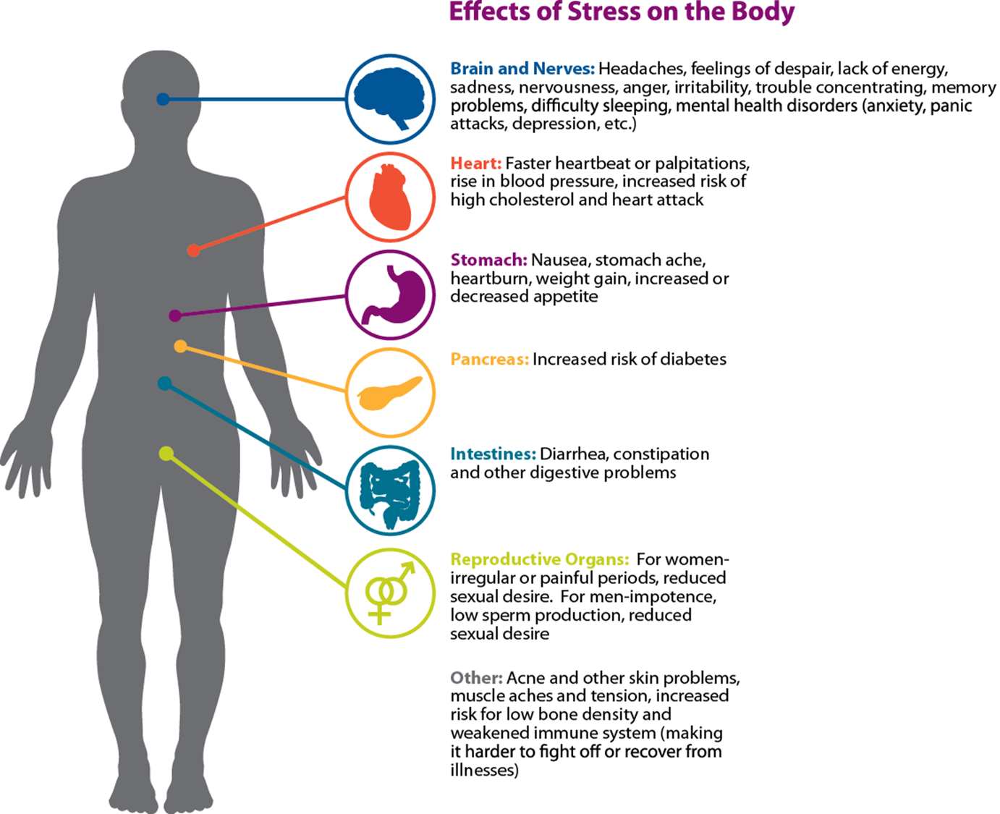 Effects of Stress on the Body
Brain and Nerves: Headaches, feelings of despair, lack of energy,
sadness, nervousness, anger, irritability, trouble concentrating, memory
problems, difficulty sleeping, mental health disorders (anxiety, panic
attacks, depression, etc.)
Heart: Faster heartbeat or palpitations,
rise in blood pressure, increased risk of
high cholesterol and heart attack
Stomach: Nausea, stomach ache,
heartburn, weight gain, increased or
decreased appetite
Pancreas: Increased risk of diabetes
Intestines: Diarrhea, constipation
and other digestive problems
Reproductive Organs: For women-
irregular or painful periods, reduced
sexual desire. For men-impotence,
low sperm production, reduced
sexual desire
Other: Acne and other skin problems,
muscle aches and tension, increased
risk for low bone density and
weakened immune system (making
it harder to fight off or recover from
illnesses)